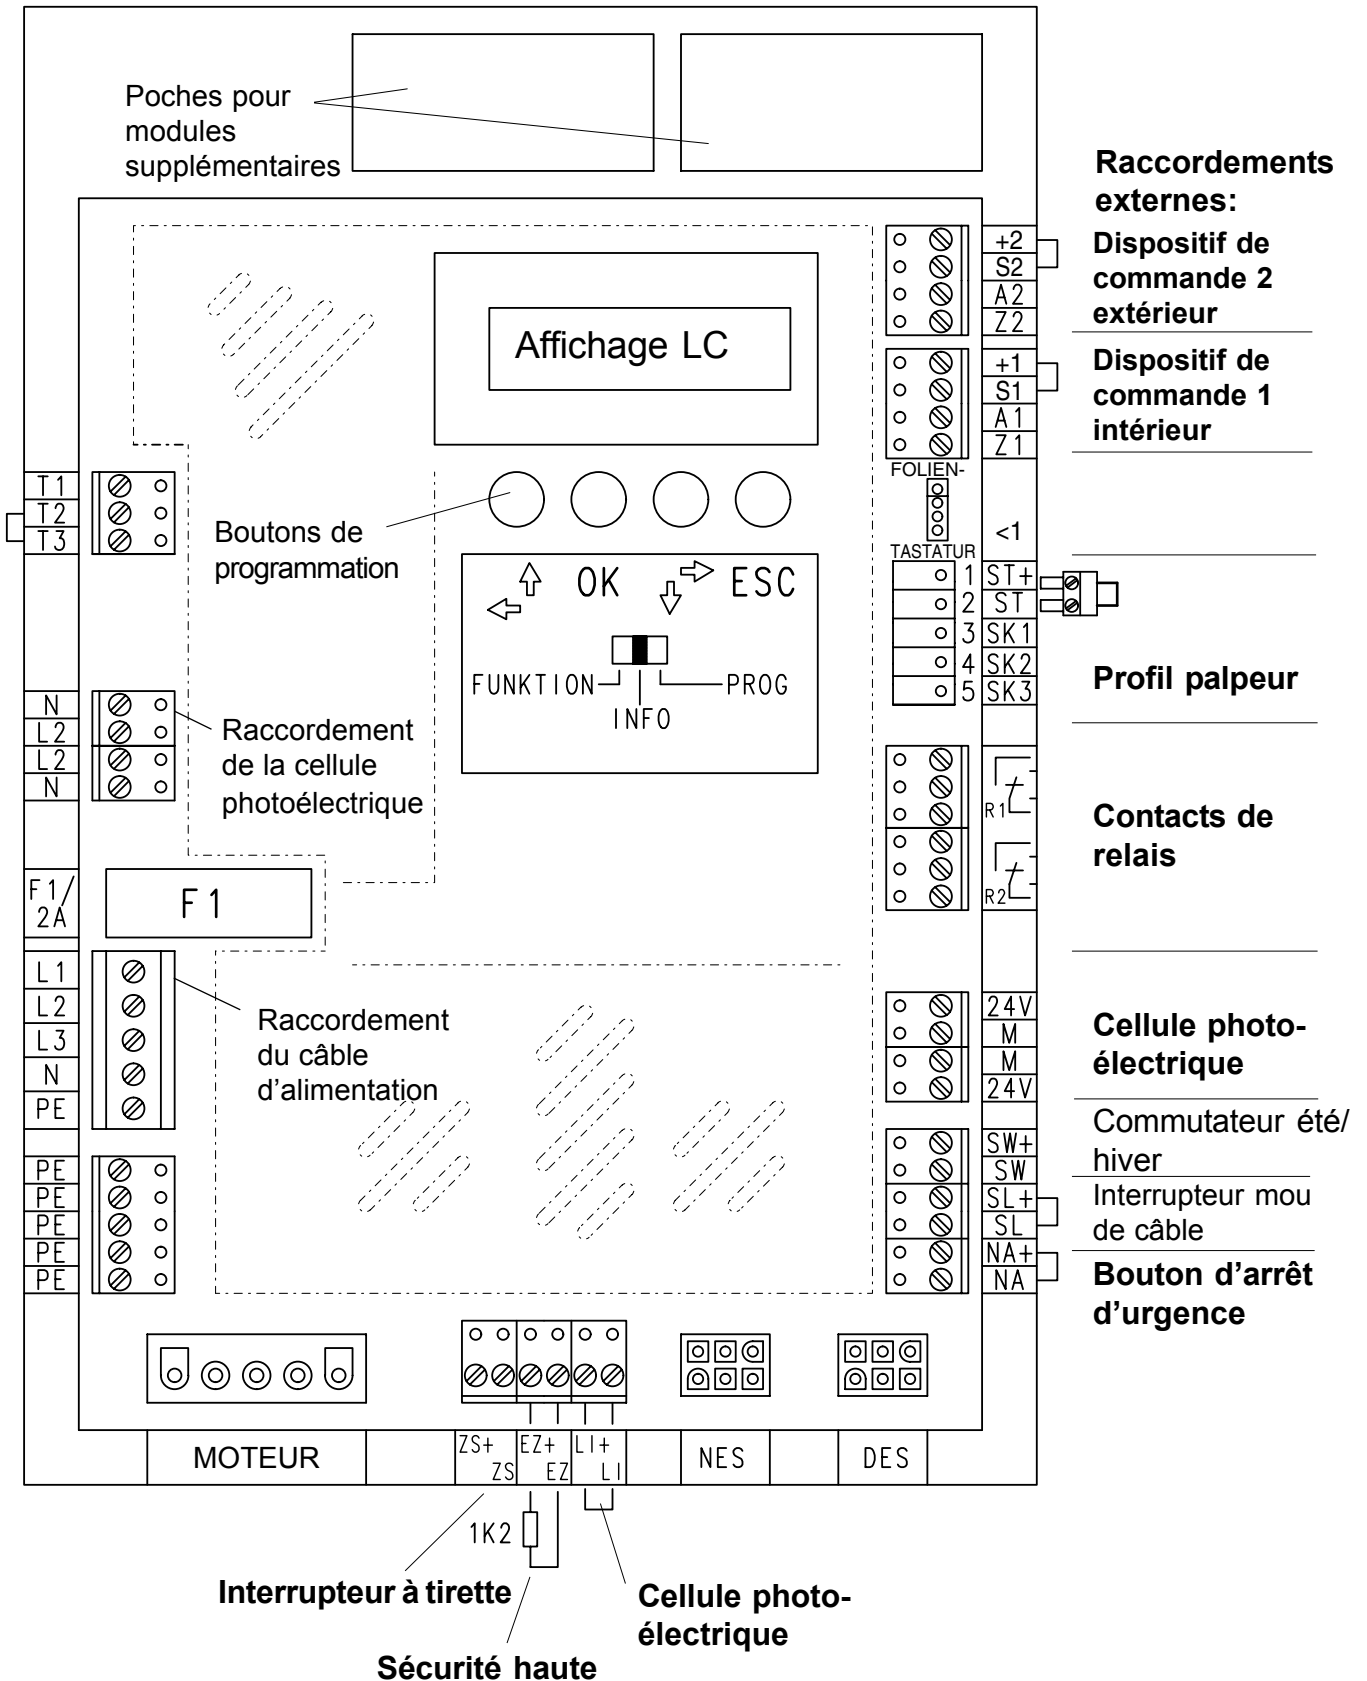 Poches pour
modules
supplémentaires
Raccordements
externes:
+2
S2
A2
Z2
Dispositif de
commande 2
extérieur
Affichage LC
+1
S1
A1
Z1
Dispositif de
commande 1
intérieur
FOLIEN-
<1
TASTATUR
T1
T2
T3
Boutons de
programmation
OK
ESC
FUNKTION
PROG
INFO
1 ST+
2 ST
3 SK1
4 SK2
5 SK3
Profil palpeur
N
L2
L2
N
Raccordement
de la cellule
photoélectrique
R1
R2
Contacts de
relais
F1/
2A
F1
L1
L2
L3
N
PE
Raccordement
du câble
d'alimentation
24V
M
M
24V
Cellule photo-
électrique
PE
PE
PE
PE
PE
SW+
SW
SL+
SL
NA+
NA
Commutateur été/
hiver
Interrupteur mou
de câble
Bouton d'arrêt
d'urgence
MOTEUR
ZS+
ZS
EZ+
EZ
LI+
LI
NES
DES
1K2
Interrupteur à tirette
Cellule photo-
électrique
Sécurité haute